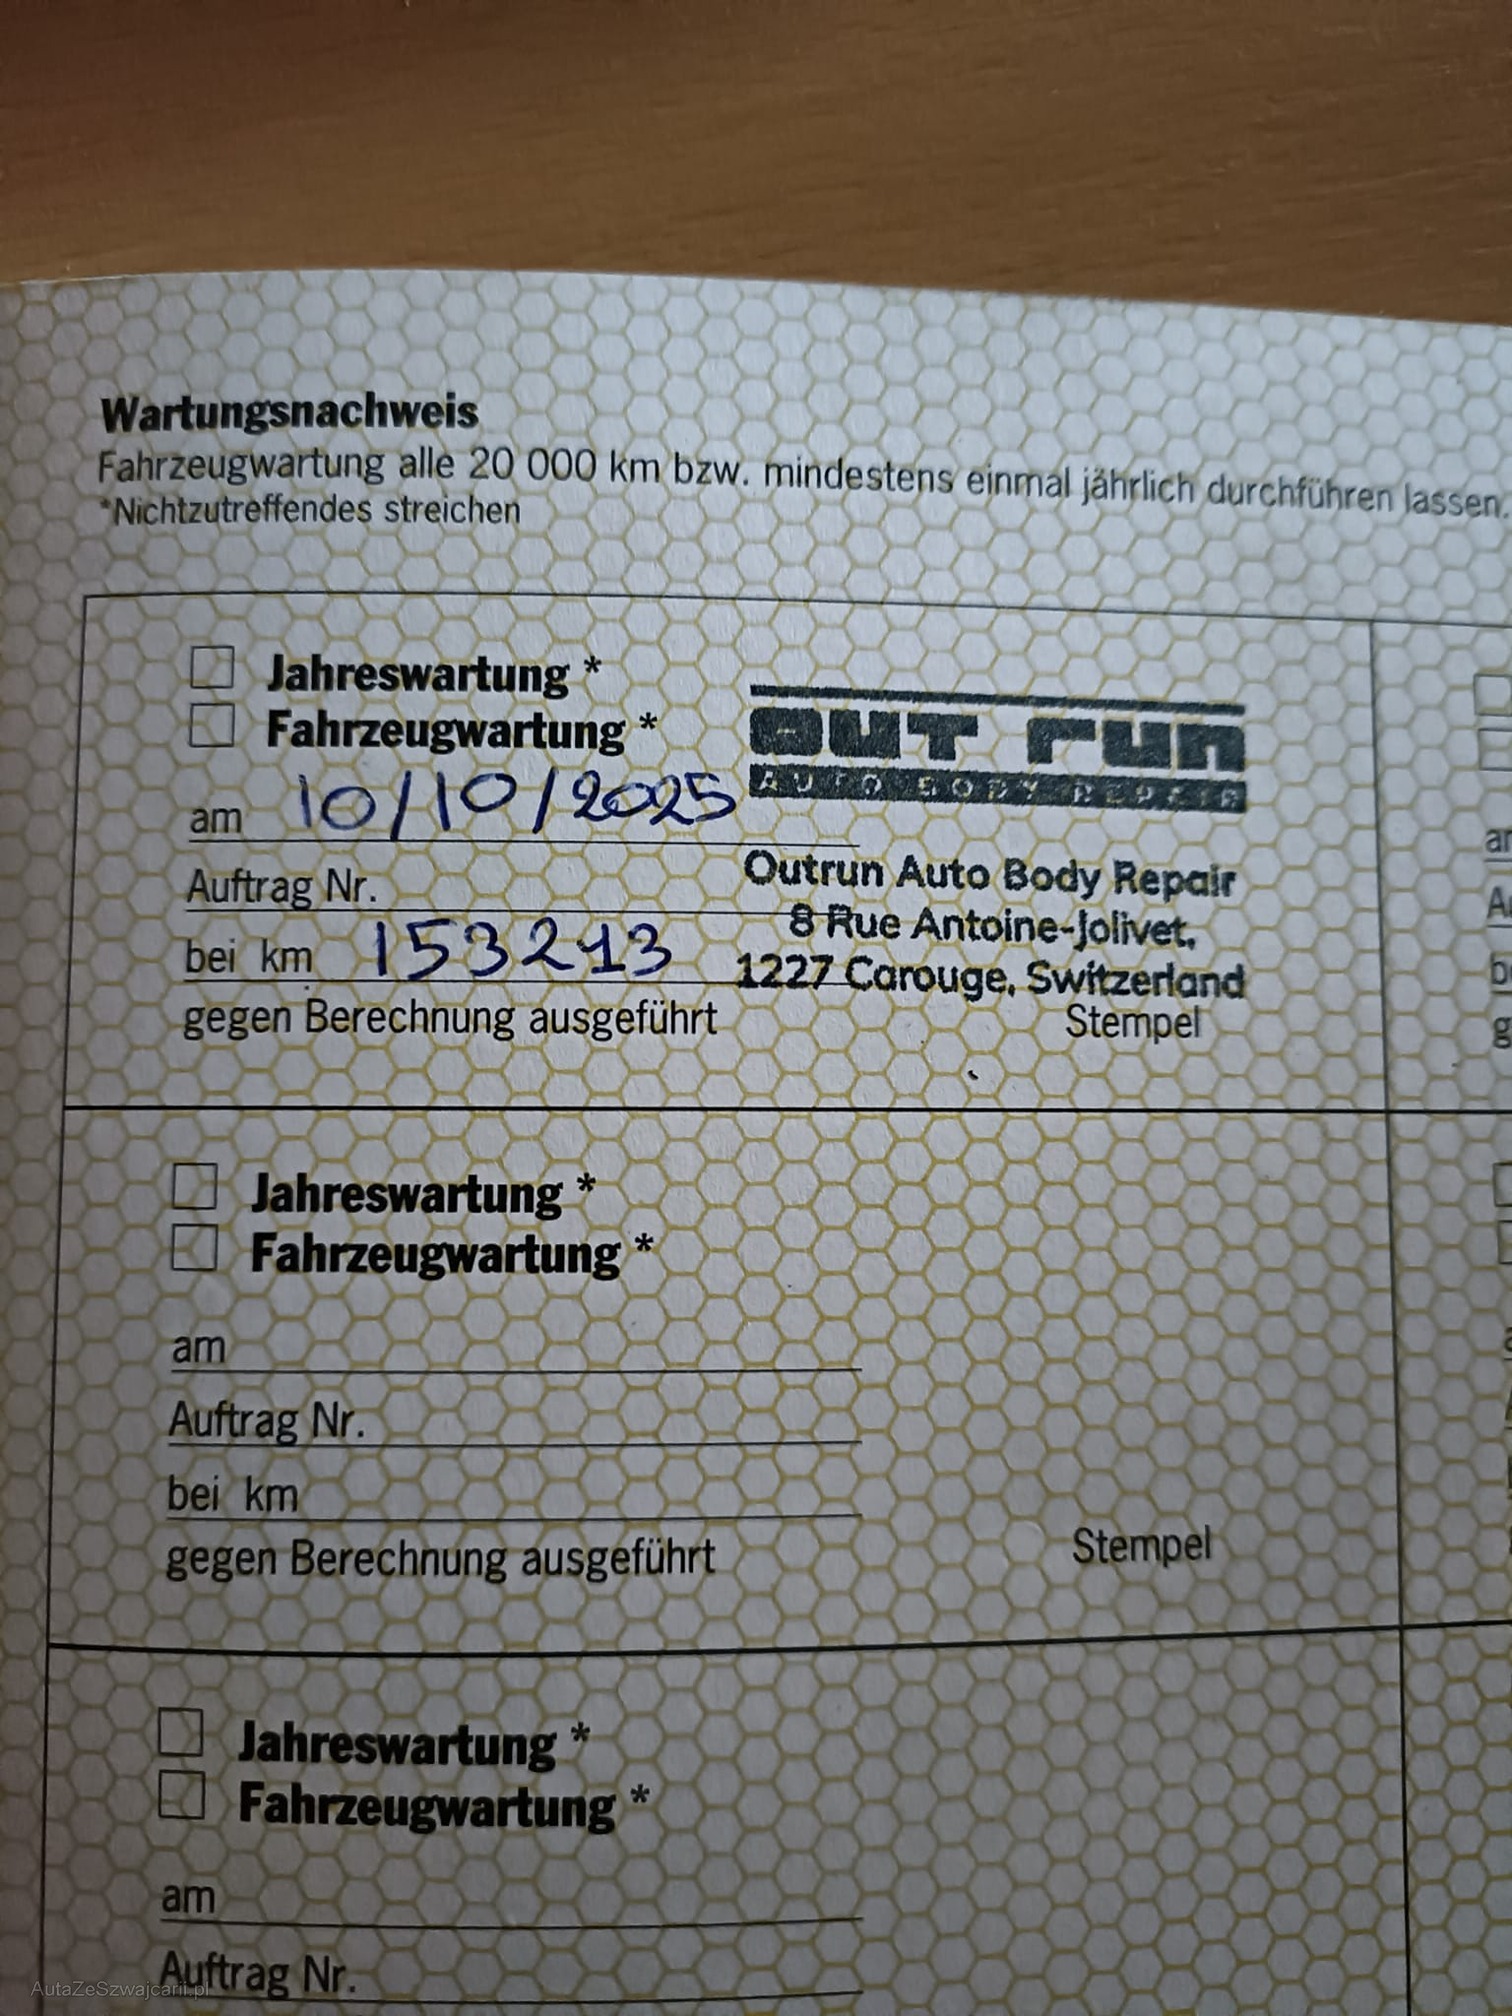 Wartungsnachweis
Fahrzeugwartung alle 20 000 km bzw. mindestens einmal jährlich durchführen lassen.
*Nichtzutreffendes streichen
Jahreswartung *
Fahrzeugwartung *
am 10/10/2025
Auftrag Nr.
bei km 153213
gegen Berechnung ausgeführt
OUT RUN
AUTO BODY REPAIR
Outrun Auto Body Repair
8 Rue Antoine-Jolivet,
1227 Carouge, Switzerland
Stempel
Jahreswartung *
Fahrzeugwartung *
am
Auftrag Nr.
bei km
gegen Berechnung ausgeführt
Stempel
Jahreswartung *
Fahrzeugwartung *
am
Auftrag Nr.
AutaZeSzwajcarii.pl